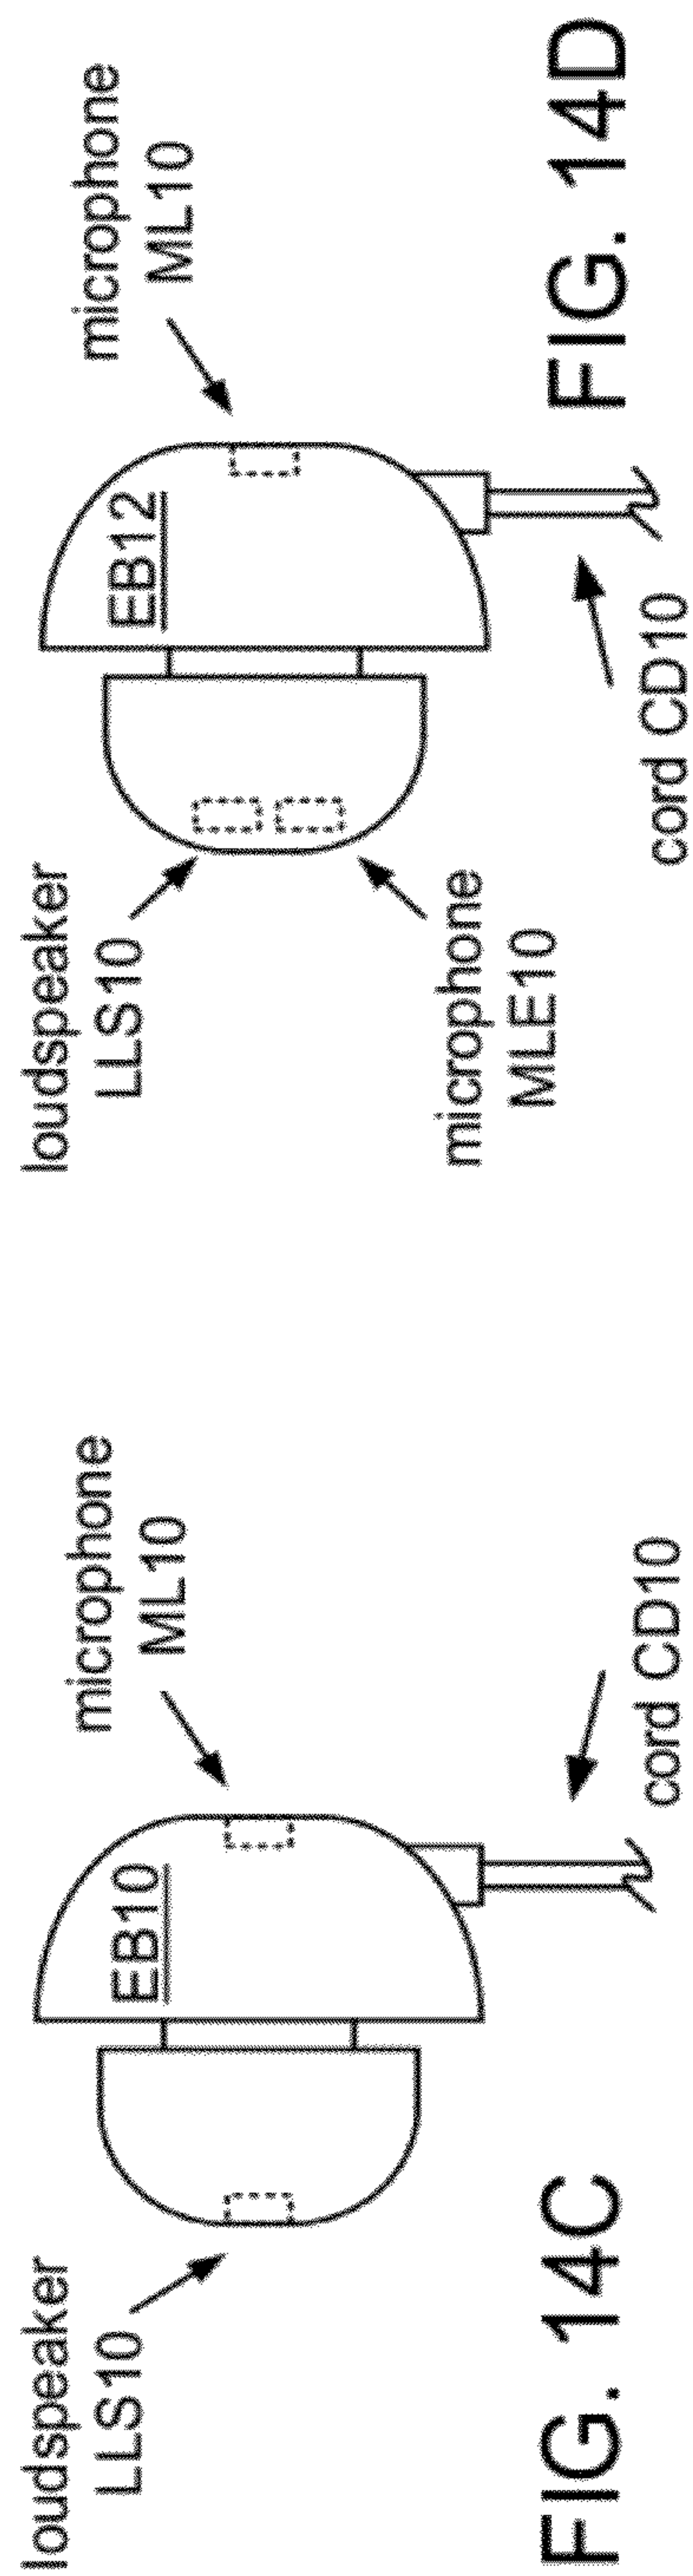 loudspeaker
LLS10
EB10
microphone
ML10
cord CD10
FIG. 14C
loudspeaker
LLS10
microphone
MLE10
EB12
microphone
ML10
cord CD10
FIG. 14D